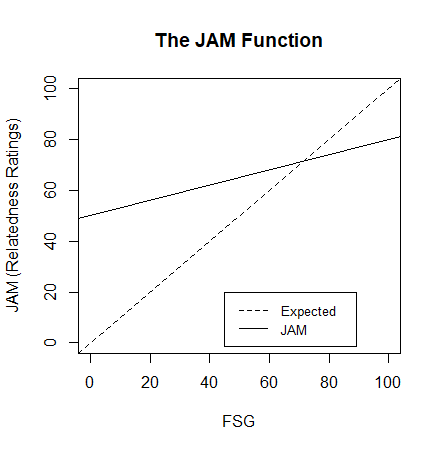 The JAM Function
JAM (Relatedness Ratings)
100
80
60
40
20
0
Expected
JAM
0 20 40 60 80 100
FSG